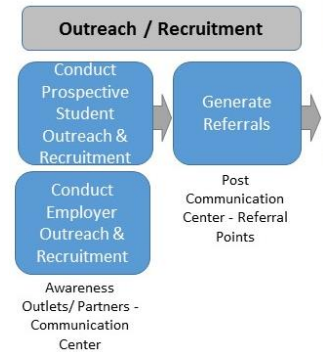 Outreach / Recruitment
Conduct
Prospective
Student
Outreach &
Recruitment
Generate
Referrals
Post
Communication
Center - Referral
Points
Conduct
Employer
Outreach &
Recruitment
Awareness
Outlets/ Partners -
Communication
Center